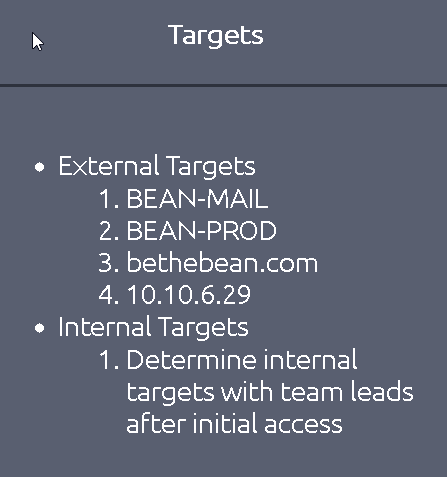 Targets
• External Targets
1. BEAN-MAIL
2. BEAN-PROD
3. bethebean.com
4. 10.10.6.29
• Internal Targets
1. Determine internal
targets with team leads
after initial access